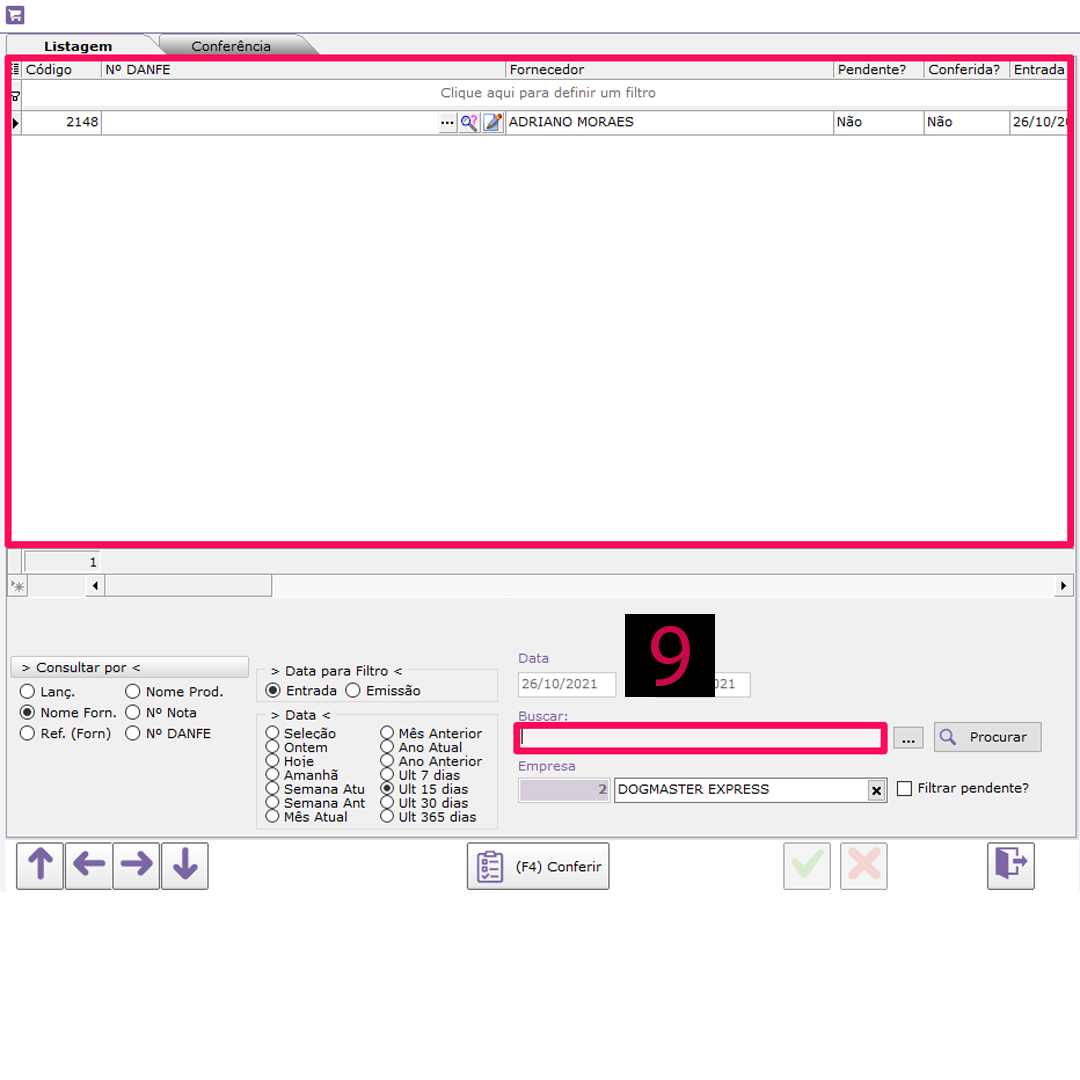 Listagem Conferência
Código Nº DANFE Fornecedor Pendente? Conferida? Entrada
Clique aqui para definir um filtro
2148 ... ADRIANO MORAES Não Não 26/10/20
1
> Consultar por <
Lanç. Nome Prod.
Nome Forn. Nº Nota
Ref. (Forn) Nº DANFE
> Data para Filtro <
Entrada Emissão
> Data <
Seleção Mês Anterior
Ontem Ano Atual
Hoje Ano Anterior
Amanhã Ult 7 dias
Semana Atu Ult 15 dias
Semana Ant Ult 30 dias
Mês Atual Ult 365 dias
Data
26/10/2021 021
9
Buscar:
... Procurar
Empresa
2 DOGMASTER EXPRESS Filtrar pendente?
(F4) Conferir